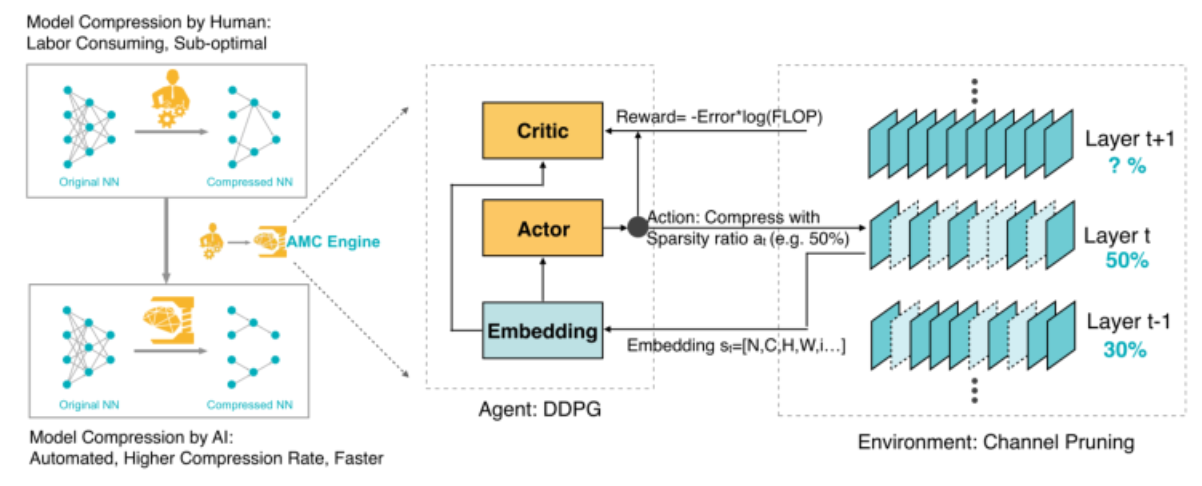 Model Compression by Human:
Labor Consuming, Sub-optimal
Original NN
Compressed NN
AMC Engine
Original NN
Compressed NN
Model Compression by AI:
Automated, Higher Compression Rate, Faster
Critic
Actor
Embedding
Agent: DDPG
Reward= -Error*log(FLOP)
Action: Compress with
Sparsity ratio aₜ (e.g. 50%)
Embedding sₜ=[N,C,H,W,i...]
Layer t+1
? %
Layer t
50%
Layer t-1
30%
Environment: Channel Pruning